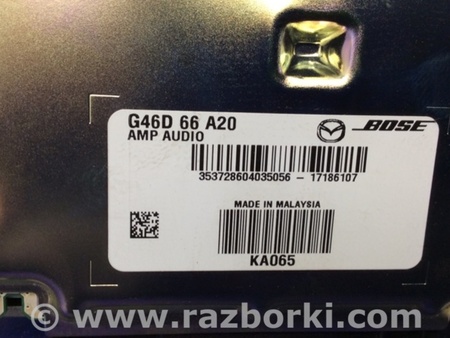 G46D 66 A20
AMP AUDIO
BOSE
353728604035056 - 17186107
MADE IN MALAYSIA
KA065
www.razborki.com